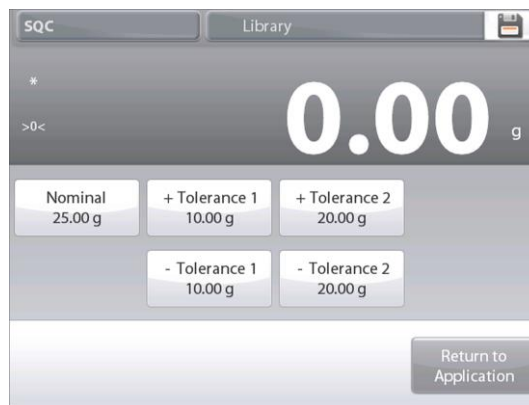 SQC
Library
*
>0<
0.00 g
Nominal
25.00 g
+ Tolerance 1
10.00 g
+ Tolerance 2
20.00 g
- Tolerance 1
10.00 g
- Tolerance 2
20.00 g
Return to
Application